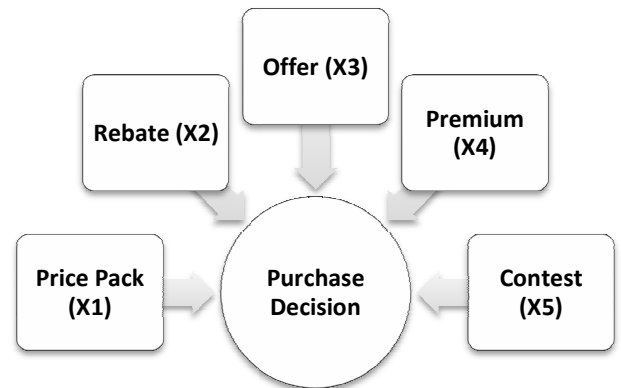 Offer (X3)
Rebate (X2)
Premium
(X4)
Price Pack
(X1)
Purchase
Decision
Contest
(X5)